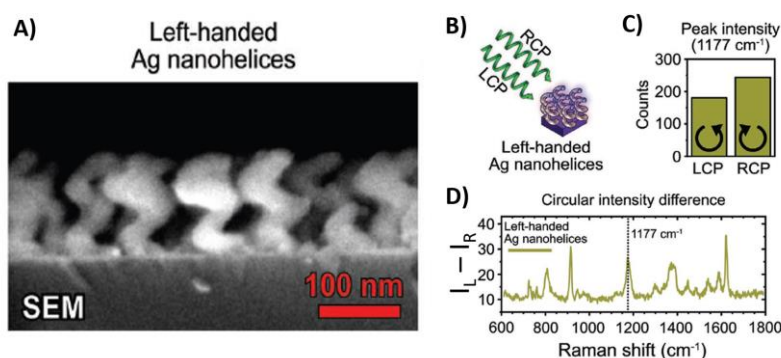 A)
Left-handed
Ag nanohelices
SEM
100 nm
B)
RCP
LCP
Left-handed
Ag nanohelices
C)
Peak intensity
(1177 cm⁻¹)
Counts
300
200
100
0
LCP RCP
D)
Circular intensity difference
Left-handed
Ag nanohelices
1177 cm⁻¹
I_L – I_R
40
30
20
10
600 800 1000 1200 1400 1600 1800
Raman shift (cm⁻¹)